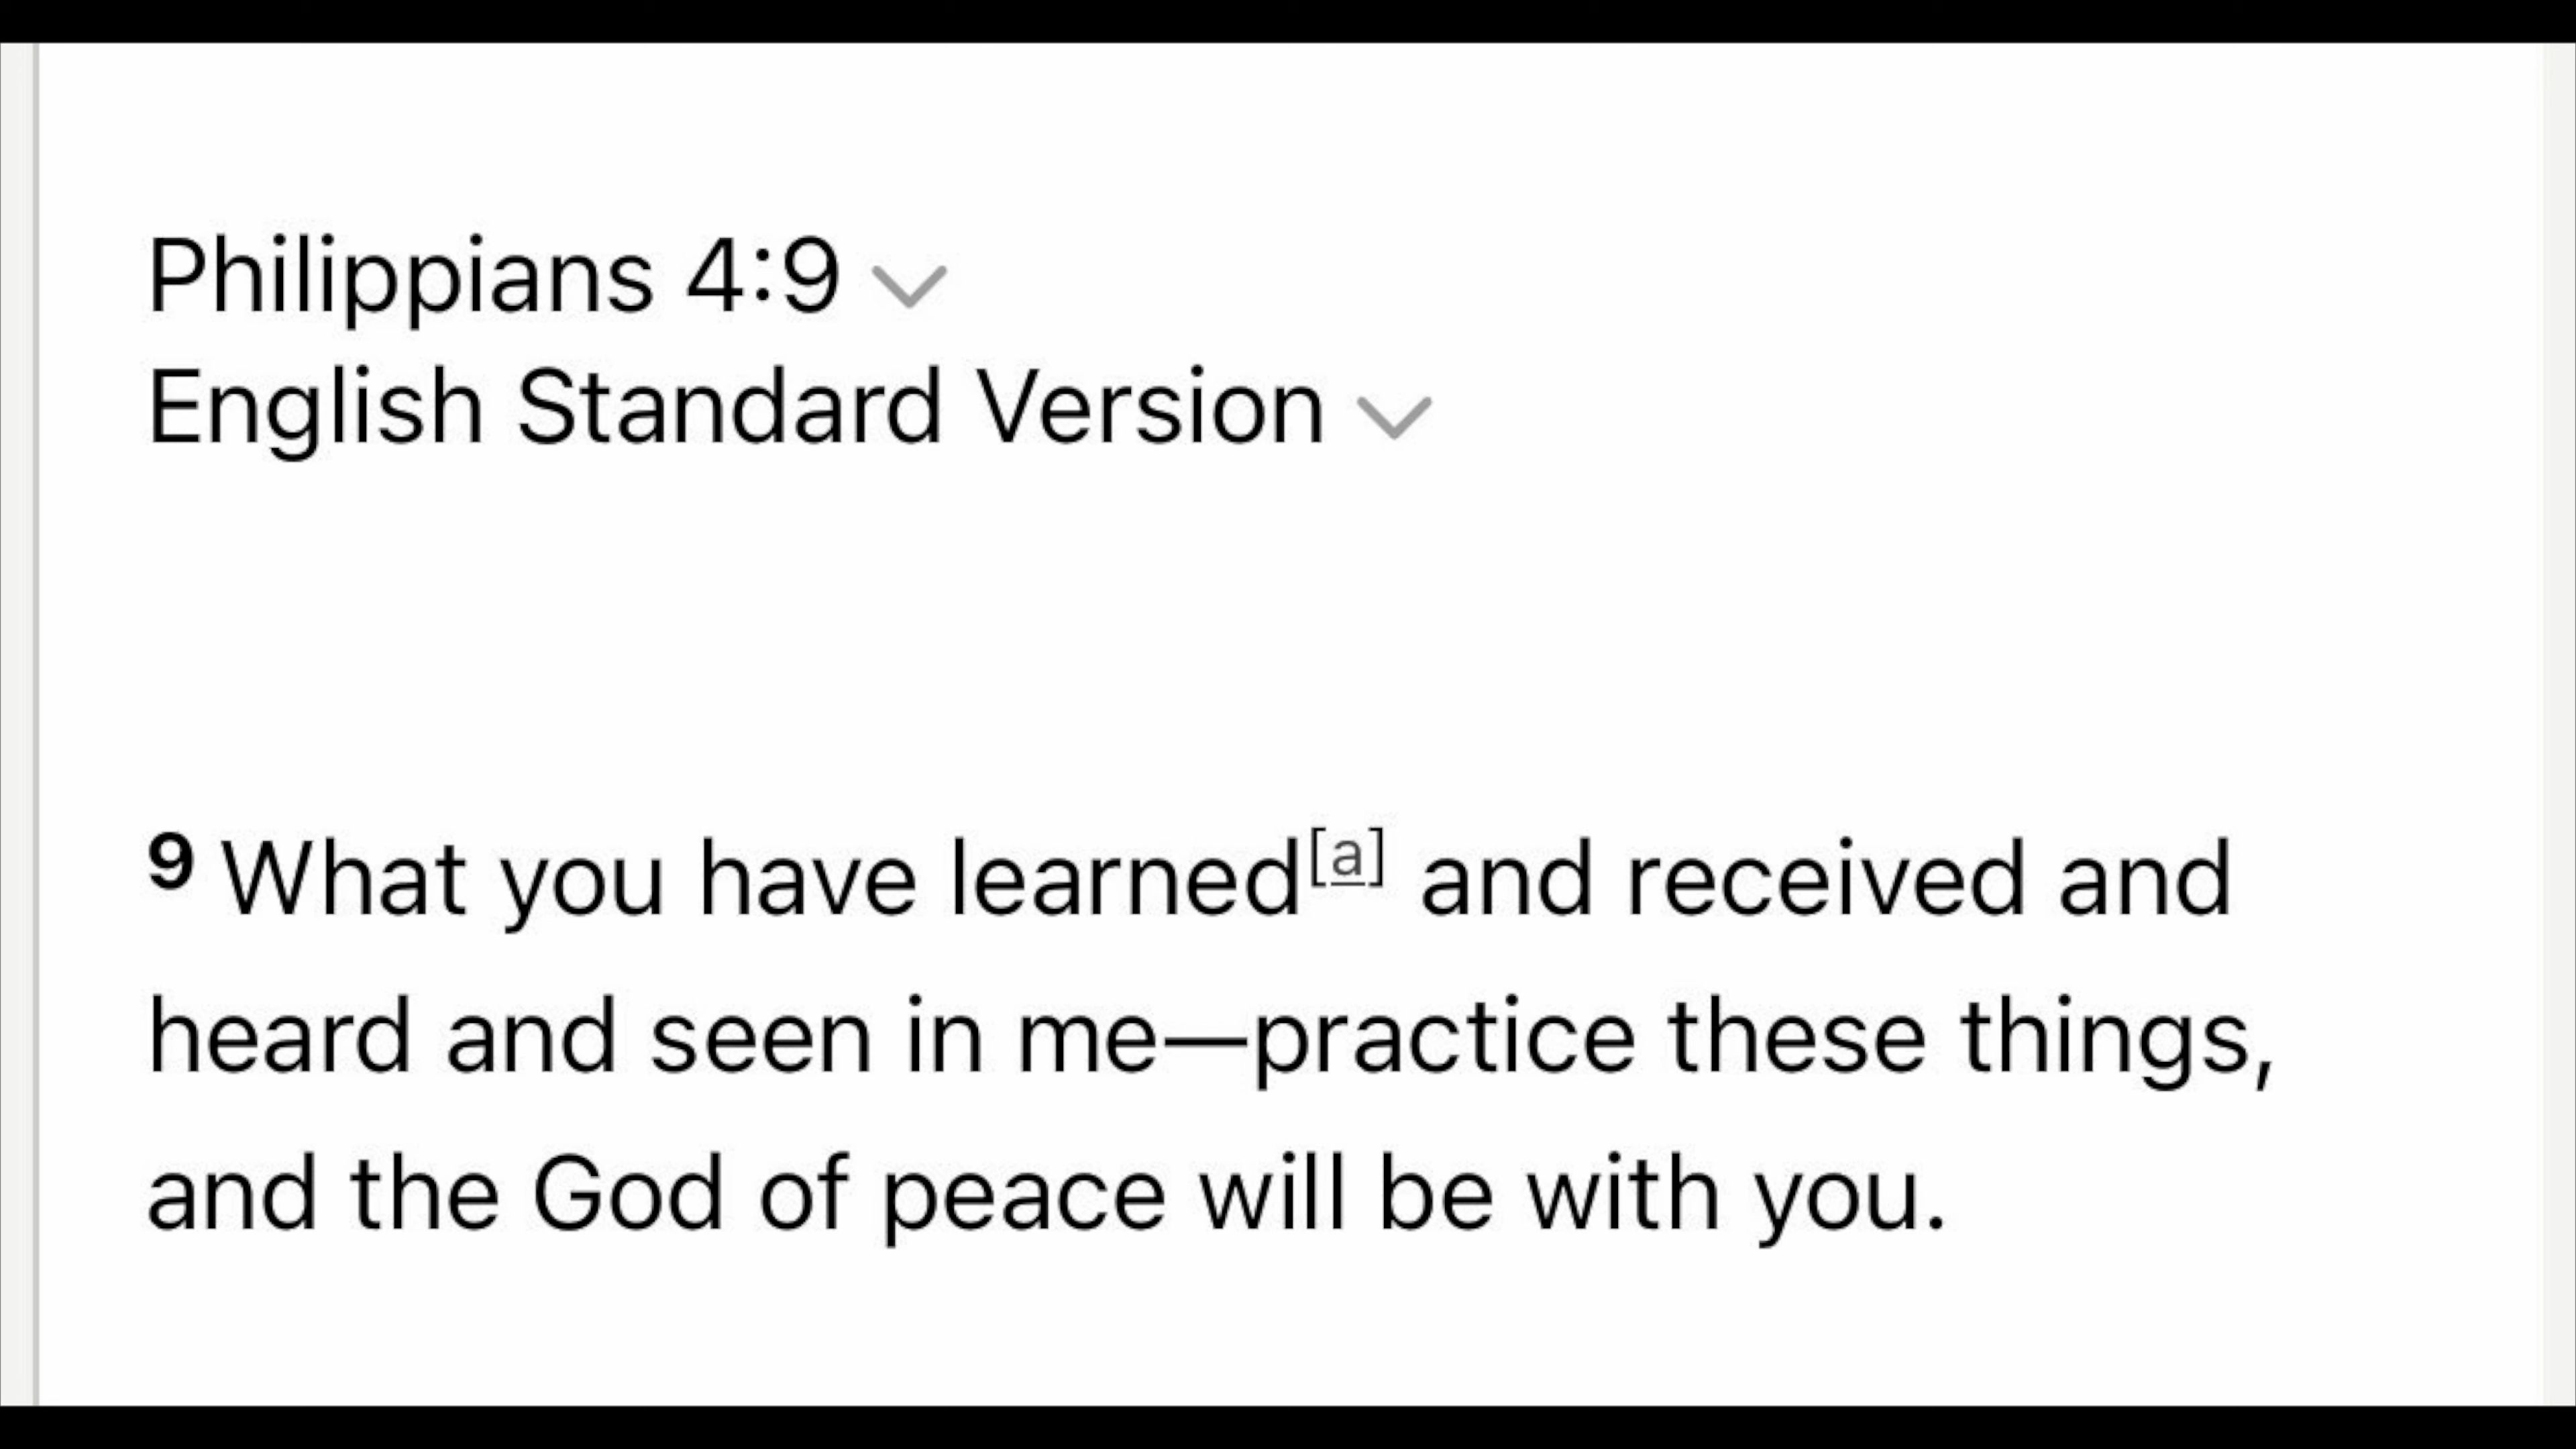 Philippians 4:9
English Standard Version
9 What you have learned[a] and received and
heard and seen in me—practice these things,
and the God of peace will be with you.